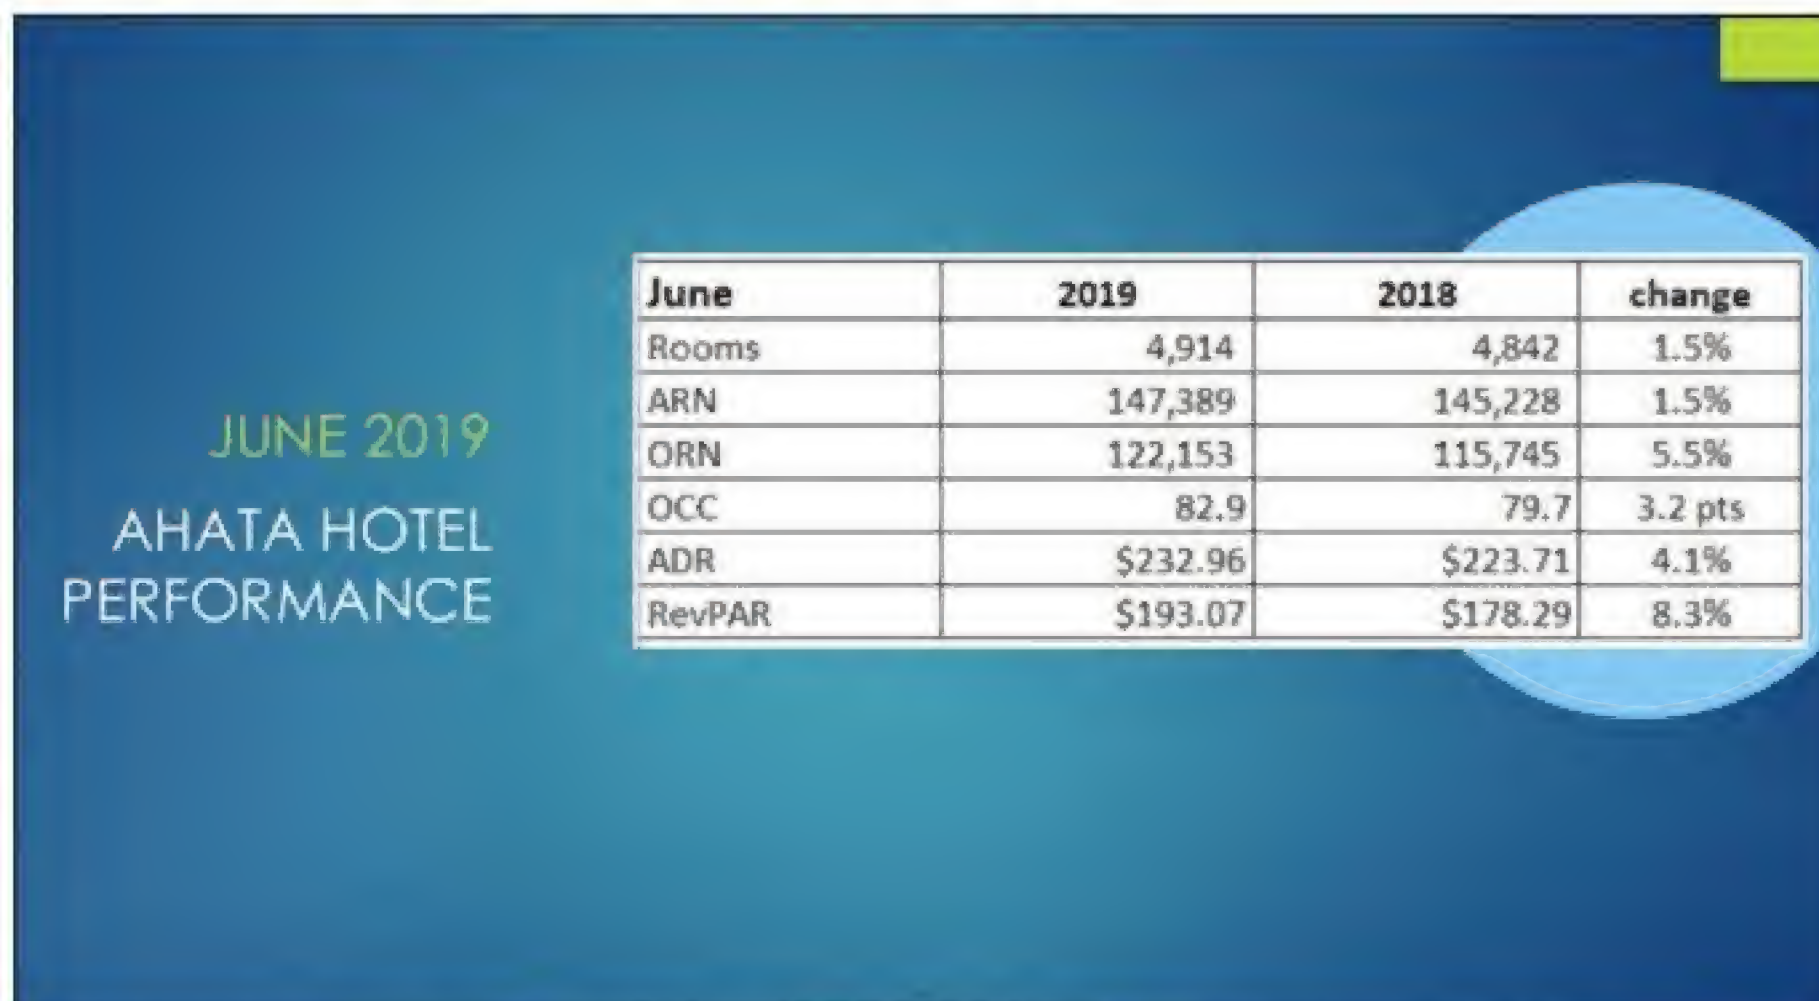 JUNE 2019
AHATA HOTEL
PERFORMANCE
June 2019 2018 change
Rooms 4,914 4,842 1.5%
ARN 147,389 145,228 1.5%
ORN 122,153 115,745 5.5%
OCC 82.9 79.7 3.2 pts
ADR $232.96 $223.71 4.1%
RevPAR $193.07 $178.29 8.3%